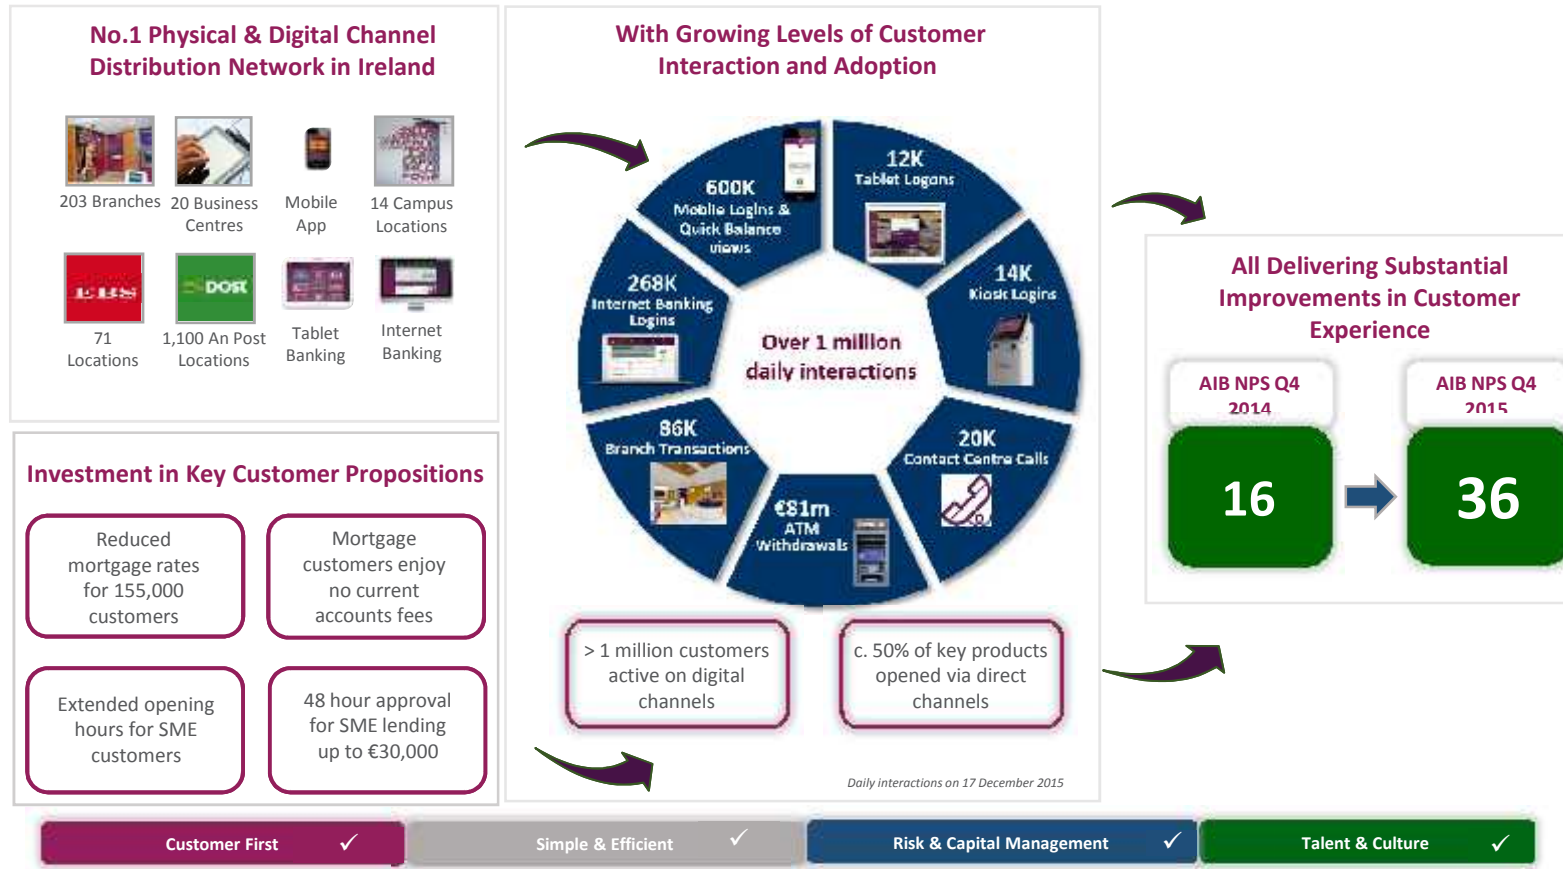 No.1 Physical & Digital Channel
Distribution Network in Ireland
203 Branches
20 Business
Centres
Mobile
App
14 Campus
Locations
EBS
71
Locations
post
1,100 An Post
Locations
Tablet
Banking
Internet
Banking
Investment in Key Customer Propositions
Reduced
mortgage rates
for 155,000
customers
Mortgage
customers enjoy
no current
accounts fees
Extended opening
hours for SME
customers
48 hour approval
for SME lending
up to €30,000
With Growing Levels of Customer
Interaction and Adoption
600K
Mobile Logins &
Quick Balance
views
12K
Tablet Logons
14K
Kiosk Logins
20K
Contact Centre Calls
€81m
ATM
Withdrawals
86K
Branch Transactions
268K
Internet Banking
Logins
Over 1 million
daily interactions
> 1 million customers
active on digital
channels
c. 50% of key products
opened via direct
channels
Daily interactions on 17 December 2015
All Delivering Substantial
Improvements in Customer
Experience
AIB NPS Q4
2014
16
AIB NPS Q4
2015
36
Customer First ✓
Simple & Efficient ✓
Risk & Capital Management ✓
Talent & Culture ✓